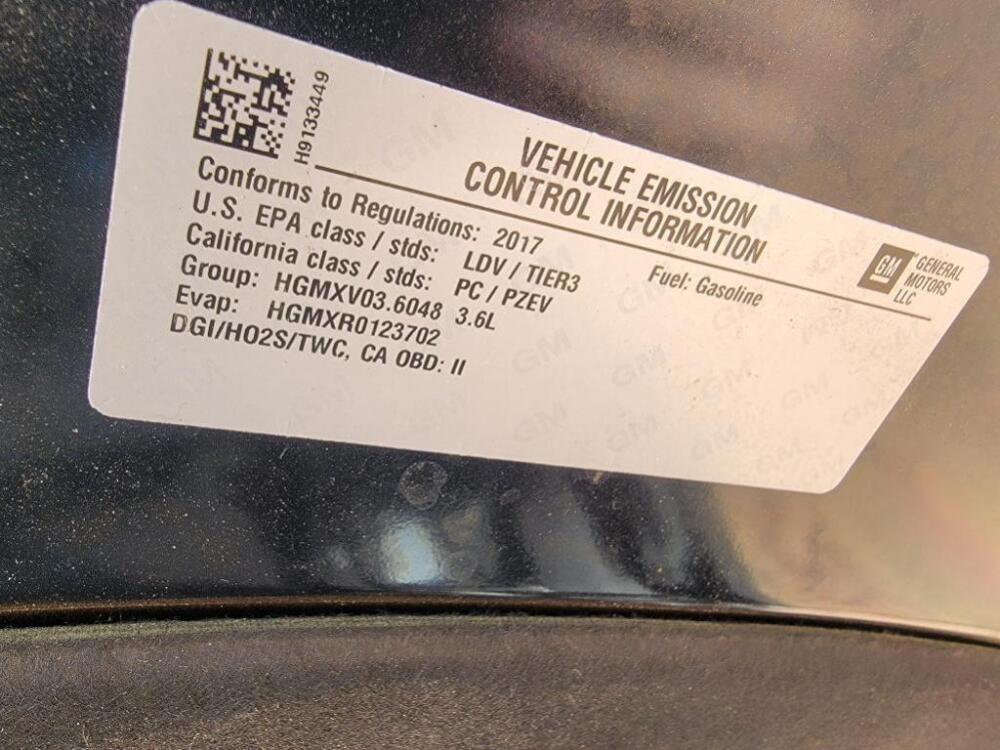 H9133449
VEHICLE EMISSION
CONTROL INFORMATION
GM GENERAL
MOTORS
LLC
Conforms to Regulations: 2017
Fuel: Gasoline
U.S. EPA class / stds: LDV / TIER3
California class / stds: PC / PZEV
Group: HGMXV03.6048 3.6L
Evap: HGMXR0123702
DGI/HO2S/TWC, CA OBD: II